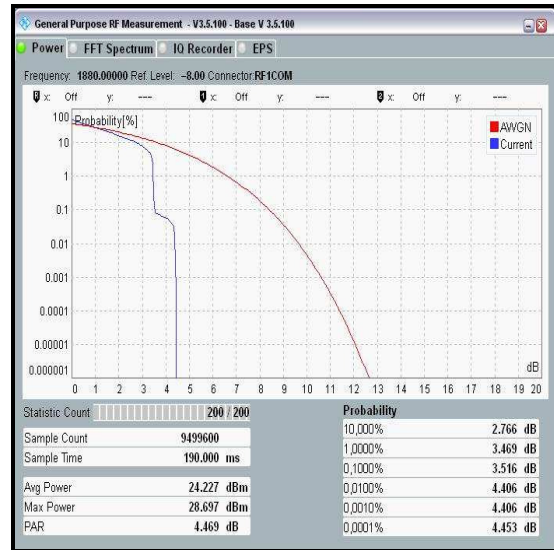 General Purpose RF Measurement - V3.5.100 - Base V 3.5.100
Power FFT Spectrum IQ Recorder EPS
Frequency: 1880.00000 Ref. Level: -8.00 Connector:RF1COM
R x: Off y: --- 1 x: Off y: --- 2 x: Off y: ---
Probability[%]
AWGN
Current
100
10
1
0.1
0.01
0.001
0.0001
0.00001
0.000001
dB
0 1 2 3 4 5 6 7 8 9 10 11 12 13 14 15 16 17 18 19 20
Statistic Count 200 / 200
Sample Count 9499600
Sample Time 190.000 ms
Avg Power 24.227 dBm
Max Power 28.697 dBm
PAR 4.469 dB
Probability
10,000% 2.766 dB
1,0000% 3.469 dB
0,1000% 3.516 dB
0,0100% 4.406 dB
0,0010% 4.406 dB
0,0001% 4.453 dB